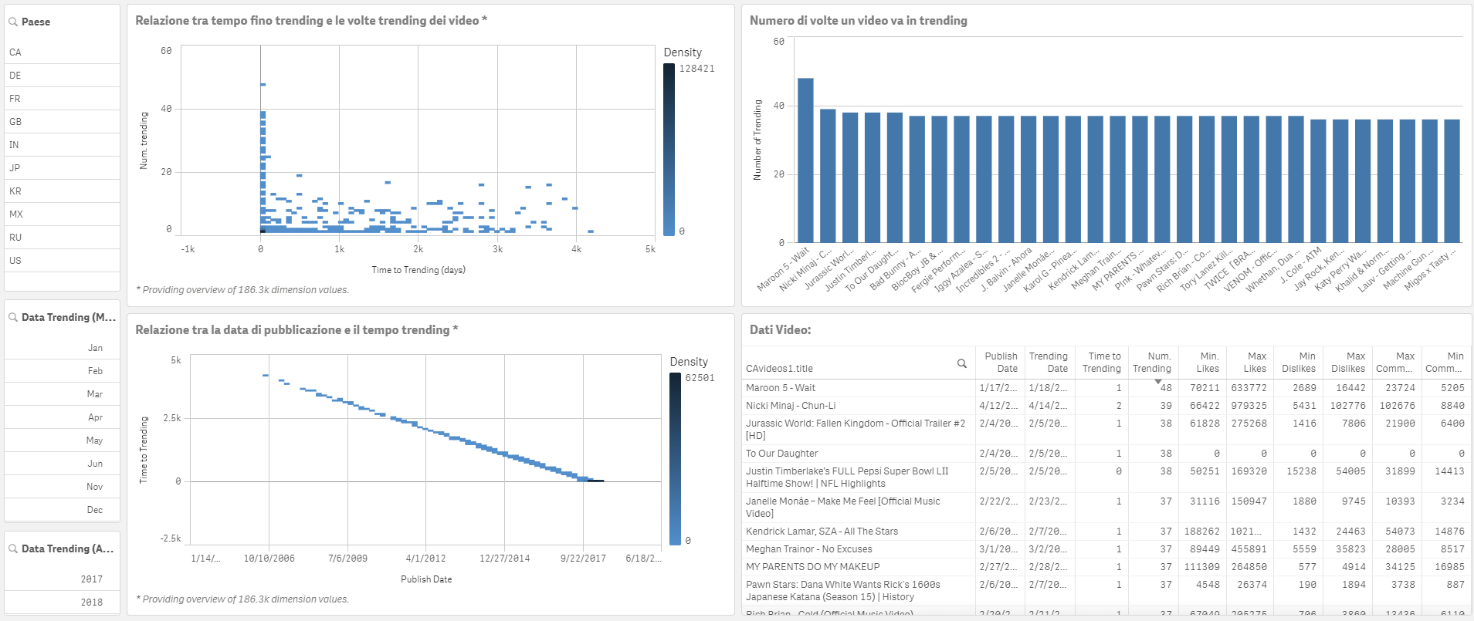 Paese
CA
DE
FR
GB
IN
JP
KR
MX
RU
US
Data Trending (M...
Jan
Feb
Mar
Apr
May
Jun
Nov
Dec
Data Trending (A...
2017
2018
Relazione tra tempo fino trending e le volte trending dei video *
Num. trending
60
40
20
0
-1k
0
1k
2k
3k
4k
5k
Time to Trending (days)
Density
128421
0
* Providing overview of 186.3k dimension values.
Numero di volte un video va in trending
Number of Trending
60
40
20
0
Maroon 5 - Wait
Nicki Minaj - C...
Jurassic Worl...
Justin Timberl...
To Our Daught...
Bad Bunny - A...
BlocBoy JB & ...
Fergie Perform...
Iggy Azalea - S...
Incredibles 2 - ...
J. Balvin - Ahora
Janelle Monáe...
Karol G - Pinea...
Kendrick Lam...
Meghan Train...
MY PARENTS ...
P!nk - Whatev...
Pawn Stars: D...
Rich Brian - Co...
Tory Lanez Kill...
TWICE「BRA...
VENOM - Offic...
Whethan, Dua ...
J. Cole - ATM
Jay Rock, Ken...
Katy Perry Wa...
Khalid & Norm...
Lauv - Getting ...
Machine Gun ...
Migos x Tasty ...
Relazione tra la data di pubblicazione e il tempo trending *
Time to Trending
5k
2.5k
0
-2.5k
1/14/...
10/10/2006
7/6/2009
4/1/2012
12/27/2014
9/22/2017
6/18/2...
Publish Date
Density
62501
0
* Providing overview of 186.3k dimension values.
Dati Video:
CAvideos1.title Publish Date Trending Date Time to Trending Num. Trending Min. Likes Max Likes Min Dislikes Max Dislikes Max Comm... Min Comm...
Maroon 5 - Wait 1/17/2... 1/18/2... 1 48 70211 633772 2689 16442 23724 5205
Nicki Minaj - Chun-Li 4/12/2... 4/14/2... 2 39 66422 979325 5431 102776 102676 8840
Jurassic World: Fallen Kingdom - Official Trailer #2 [HD] 2/4/20... 2/5/20... 1 38 61828 275268 1416 7806 21900 6400
To Our Daughter 2/4/20... 2/5/20... 1 38 0 0 0 0 0 0
Justin Timberlake's FULL Pepsi Super Bowl LII Halftime Show! | NFL Highlights 2/5/20... 2/5/20... 0 38 50251 169320 15238 54005 31899 14413
Janelle Monáe – Make Me Feel [Official Music Video] 2/22/2... 2/23/2... 1 37 31116 150947 1880 9745 10393 3234
Kendrick Lamar, SZA - All The Stars 2/6/20... 2/7/20... 1 37 188262 1021... 1432 24463 54073 14876
Meghan Trainor - No Excuses 3/1/20... 3/2/20... 1 37 89449 455891 5559 35823 28005 8517
MY PARENTS DO MY MAKEUP 2/27/2... 2/28/2... 1 37 111309 264850 577 4914 34125 16985
Pawn Stars: Dana White Wants Rick's 1600s Japanese Katana (Season 15) | History 2/6/20... 2/7/20... 1 37 4548 26374 190 1894 3738 887
Rich Brian - Cold (Official Music Video) 2/20/2... 2/21/2... 1 37 67049 205275 706 3860 13436 6110